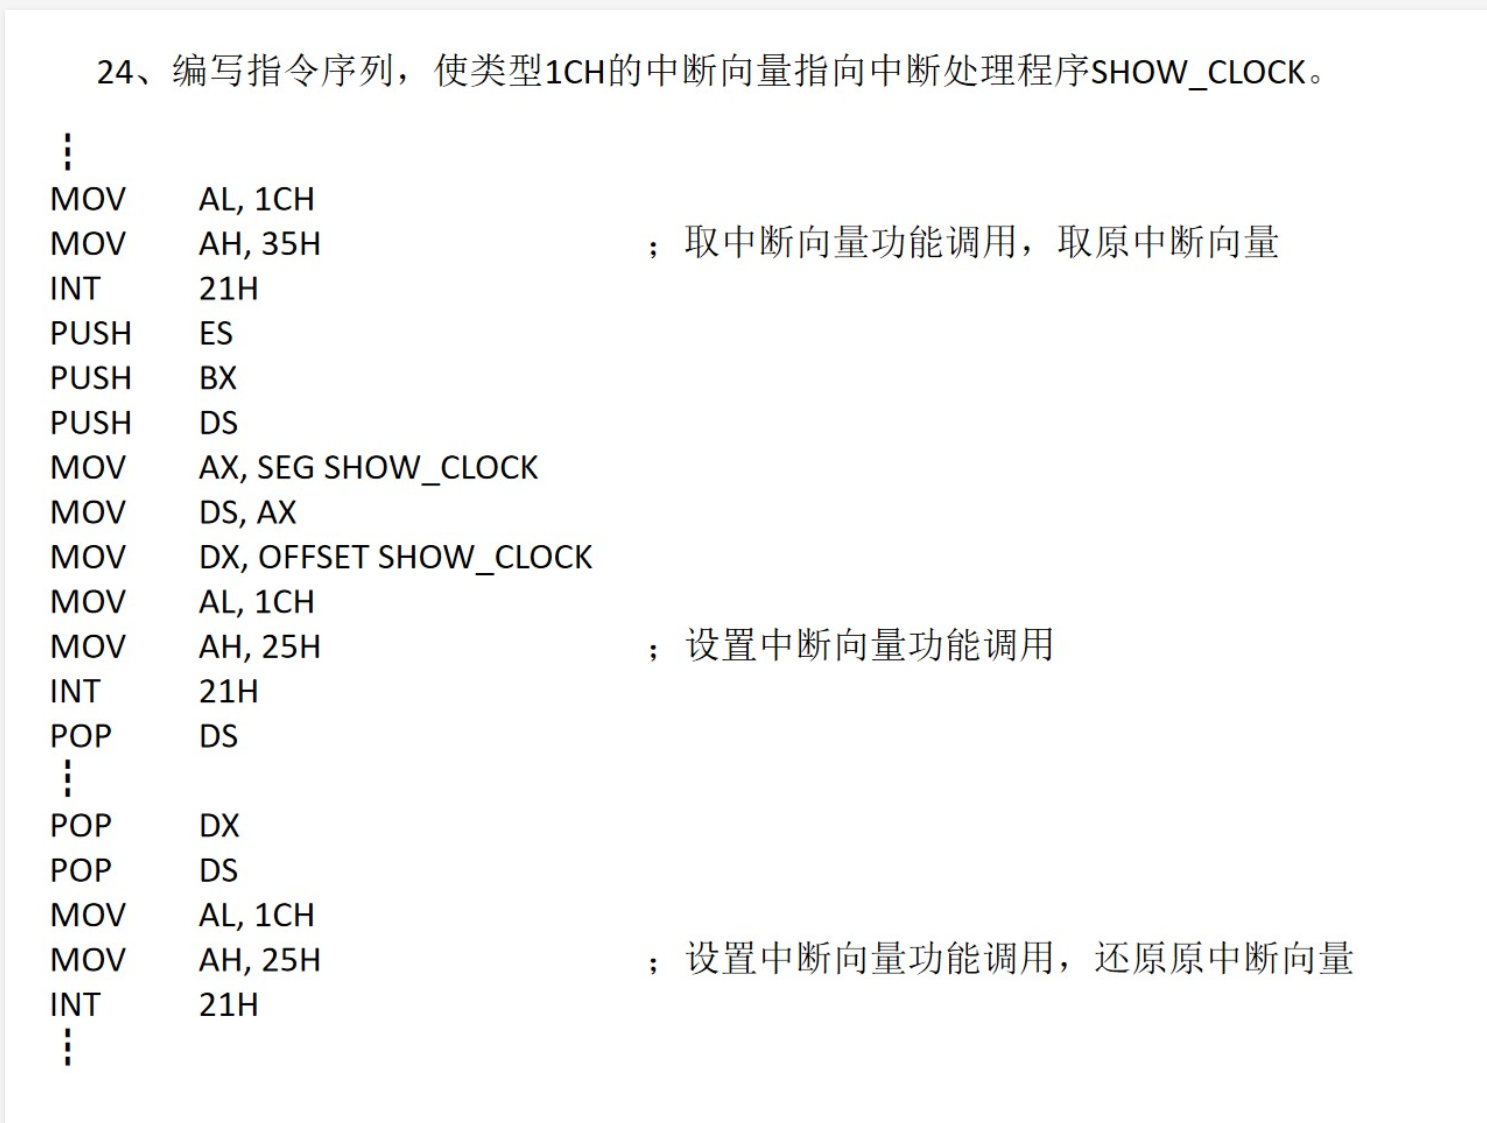 24、编写指令序列，使类型1CH的中断向量指向中断处理程序SHOW_CLOCK。
⋮
MOV AL, 1CH
MOV AH, 35H ；取中断向量功能调用，取原中断向量
INT 21H
PUSH ES
PUSH BX
PUSH DS
MOV AX, SEG SHOW_CLOCK
MOV DS, AX
MOV DX, OFFSET SHOW_CLOCK
MOV AL, 1CH
MOV AH, 25H ；设置中断向量功能调用
INT 21H
POP DS
⋮
POP DX
POP DS
MOV AL, 1CH
MOV AH, 25H ；设置中断向量功能调用，还原原中断向量
INT 21H
⋮